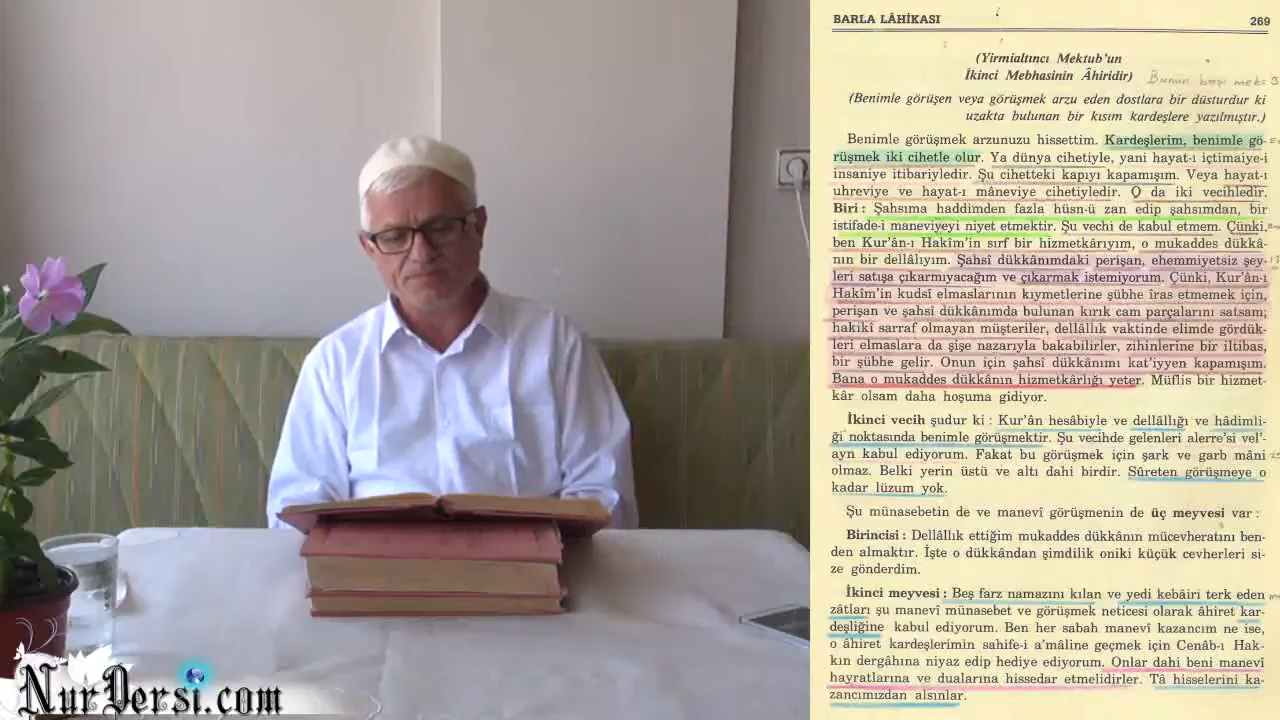 BARLA LÂHİKASI 269
(Yirmialtıncı Mektub'un
İkinci Mebhasinin Âhiridir) Bunun başı mek=
(Benimle görüşen veya görüşmek arzu eden dostlara bir düsturdur ki
uzakta bulunan bir kısım kardeşlere yazılmıştır.)
Benimle görüşmek arzunuzu hissettim. Kardeşlerim, benimle gö-
rüşmek iki cihetle olur. Ya dünya cihetiyle, yani hayat-ı içtimaiye-i
insaniye itibariyledir. Şu cihetteki kapıyı kapamışım. Veya hayat-ı
uhreviye ve hayat-ı mâneviye cihetiyledir. O da iki vecihledir.
Biri: Şahsıma haddimden fazla hüsn-ü zan edip şahsımdan, bir
istifade-i maneviyeyi niyet etmektir. Şu vechi de kabul etmem. Çünki,
ben Kur'ân-ı Hakîm'in sırf bir hizmetkârıyım, o mukaddes dükkâ-
nın bir dellâlıyım. Şahsî dükkânımdaki perişan, ehemmiyetsiz şey-
leri satışa çıkarmıyacağım ve çıkarmak istemiyorum. Çünki, Kur'ân-ı
Hakîm'in kudsî elmaslarının kıymetlerine şübhe iras etmemek için,
perişan ve şahsî dükkânımda bulunan kırık cam parçalarını satsam;
hakikî sarraf olmayan müşteriler, dellâllık vaktinde elimde gördük-
leri elmaslara da şişe nazarıyla bakabilirler, zihinlerine bir iltibas,
bir şübhe gelir. Onun için şahsî dükkânımı kat'iyyen kapamışım.
Bana o mukaddes dükkânın hizmetkârlığı yeter. Müflis bir hizmet-
kâr olsam daha hoşuma gidiyor.
İkinci vecih şudur ki: Kur'ân hesâbiyle ve dellâllığı ve hâdimli-
ği noktasında benimle görüşmektir. Şu vecihde gelenleri alerre'si vel'-
ayn kabul ediyorum. Fakat bu görüşmek için şark ve garb mâni
olmaz. Belki yerin üstü ve altı dahi birdir. Sûreten görüşmeye o
kadar lüzum yok.
Şu münasebetin de ve manevî görüşmenin de üç meyvesi var:
Birincisi: Dellâllık ettiğim mukaddes dükkânın mücevheratını ben-
den almaktır. İşte o dükkândan şimdilik oniki küçük cevherleri si-
ze gönderdim.
İkinci meyvesi: Beş farz namazını kılan ve yedi kebâiri terk eden
zâtları şu manevî münasebet ve görüşmek neticesi olarak âhiret kar-
deşliğine kabul ediyorum. Ben her sabah manevî kazancım ne ise,
o âhiret kardeşlerimin sahife-i a'mâline geçmek için Cenâb-ı Hak-
kın dergâhına niyaz edip hediye ediyorum. Onlar dahi beni manevî
hayratlarına ve dualarına hissedar etmelidirler. Tâ hisselerini ka-
zancımızdan alsınlar.
NurDersi.com